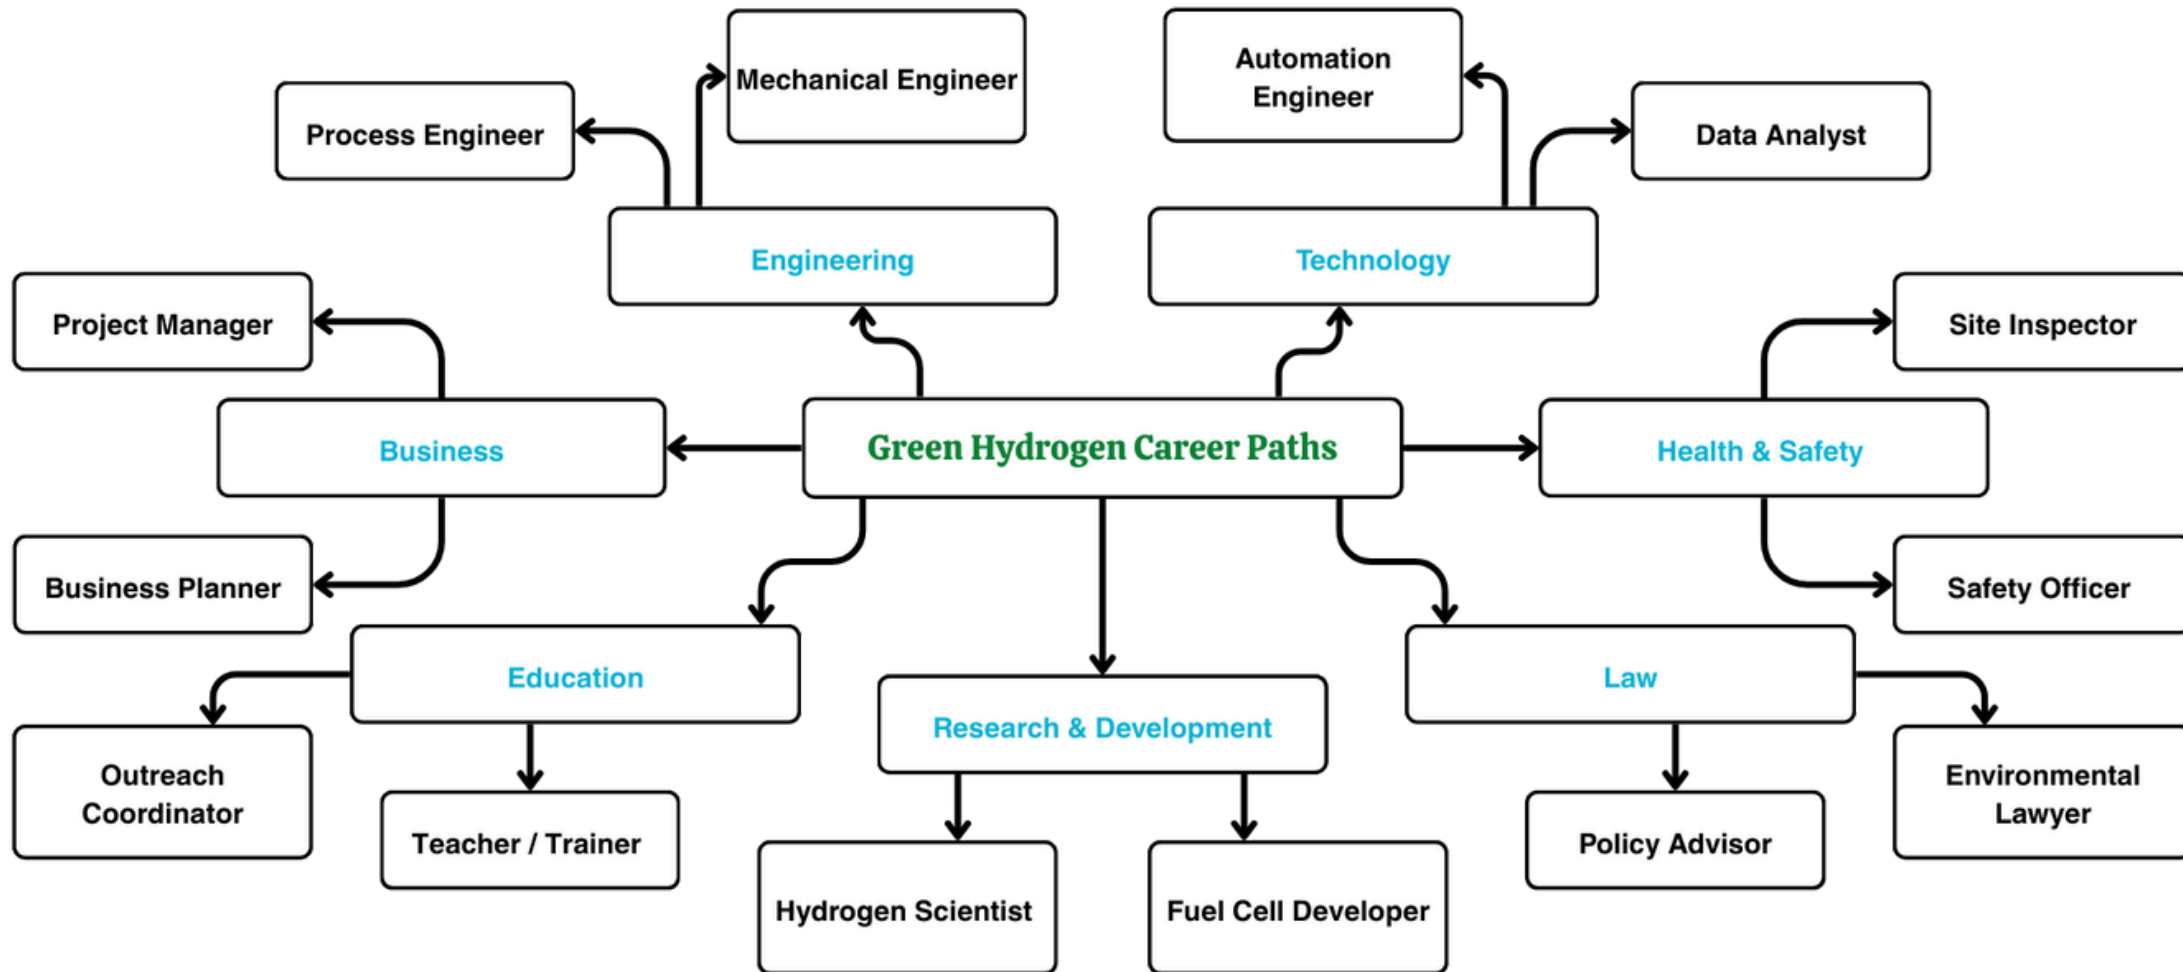 Mechanical Engineer
Automation
Engineer
Process Engineer
Data Analyst
Engineering
Technology
Project Manager
Site Inspector
Business
Green Hydrogen Career Paths
Health & Safety
Business Planner
Safety Officer
Education
Research & Development
Law
Outreach
Coordinator
Teacher / Trainer
Hydrogen Scientist
Fuel Cell Developer
Policy Advisor
Environmental
Lawyer